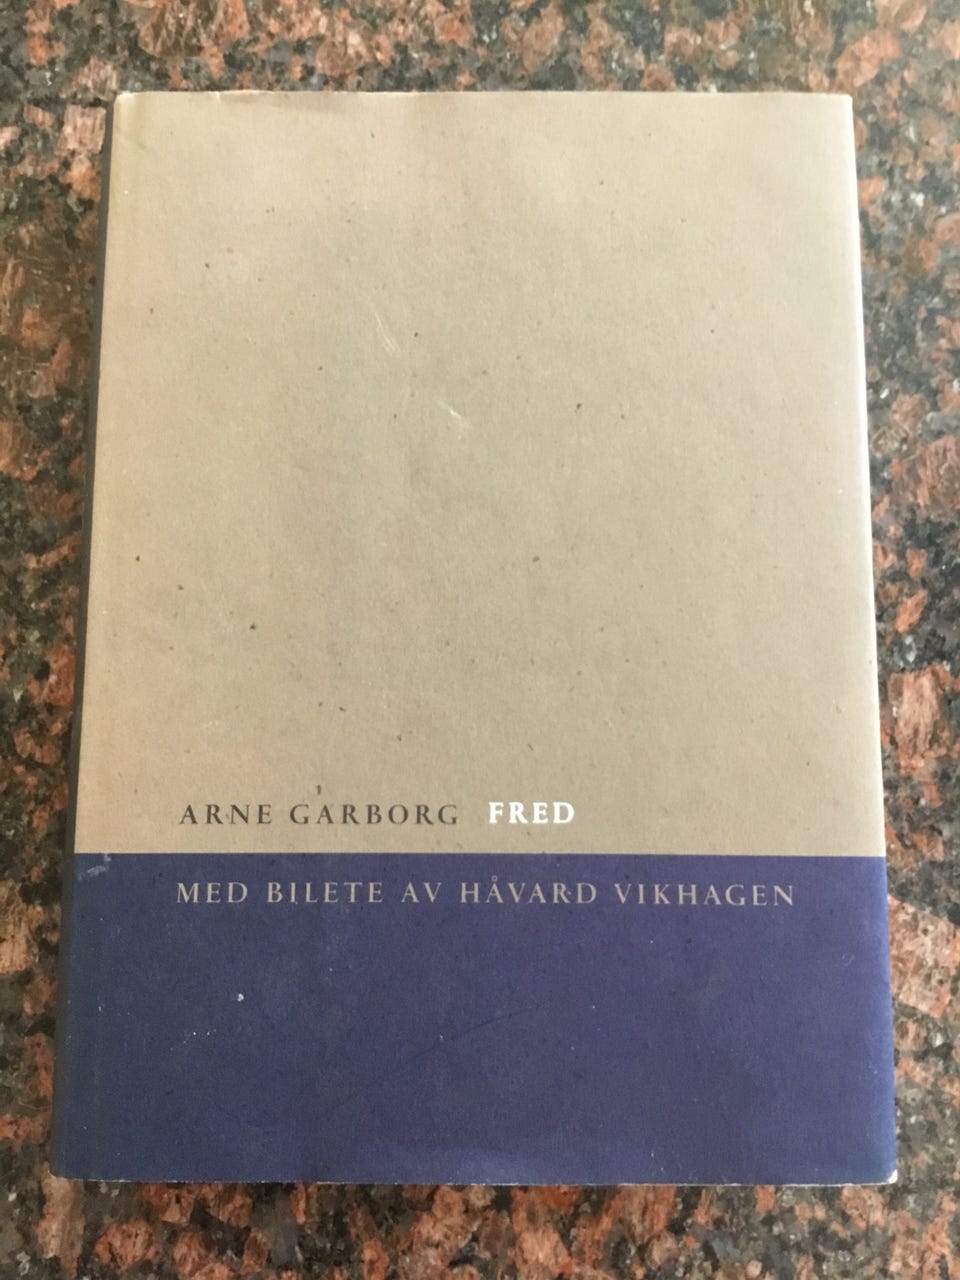 ARNE GARBORG FRED
MED BILETE AV HÅVARD VIKHAGEN